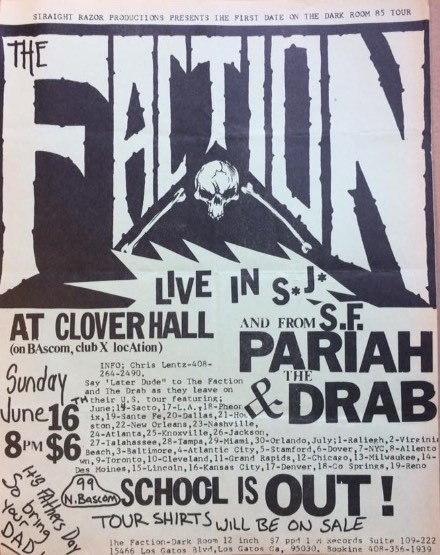 STRAIGHT RAZOR PRODUCTIONS PRESENTS THE FIRST DATE ON THE DARK ROOM 85 TOUR
THE
FACTION
LIVE IN S*J*
AT CLOVER HALL
(on BAscom, club X locAtion)
AND FROM S.F.
PARIAH
& THE DRAB
Sunday
June 16TH
8PM $6
INFO; Chris Lentz-408-
264-2490,
Say 'Later Dude" to The Faction
and The Drab as they leave on
their U.S. tour featuring;
June;14-Sacto,17-L.A.,18-Pheor
ix,19-Sante Fe,20-Dallas,21-Hou
ston,22-New Orleans,23-Nashville,
24-Atlanta,25-Knoxville,26-Jackson,
27-Talahassee,28-Tampa,29-Miami,30-Orlando,July;1-Raliegh,2-Virginia
Beach,3-Baltimore,4-Atlantic City,5-Stamford,6-Dover,7-NYC,8-Allento
wn,9-Toronto,10-Cleveland,11-Grand Rapids,12-Chicago,13-Milwaukee,14-
Des Moines,15-Lincoln,16-Kansas City,17-Denver,18-Co Springs,19-Reno
99
N. Bascom
SCHOOL IS OUT!
TOUR SHIRTS WILL BE ON SALE
FATHERS Day
So bring
Your
DAD
The Faction-Dark Room 12 inch $7 ppd I M Records Suite 109-222
15466 Los Gatos Blvd,Los Gatos Ca, 95030 Booking 408-356-1939